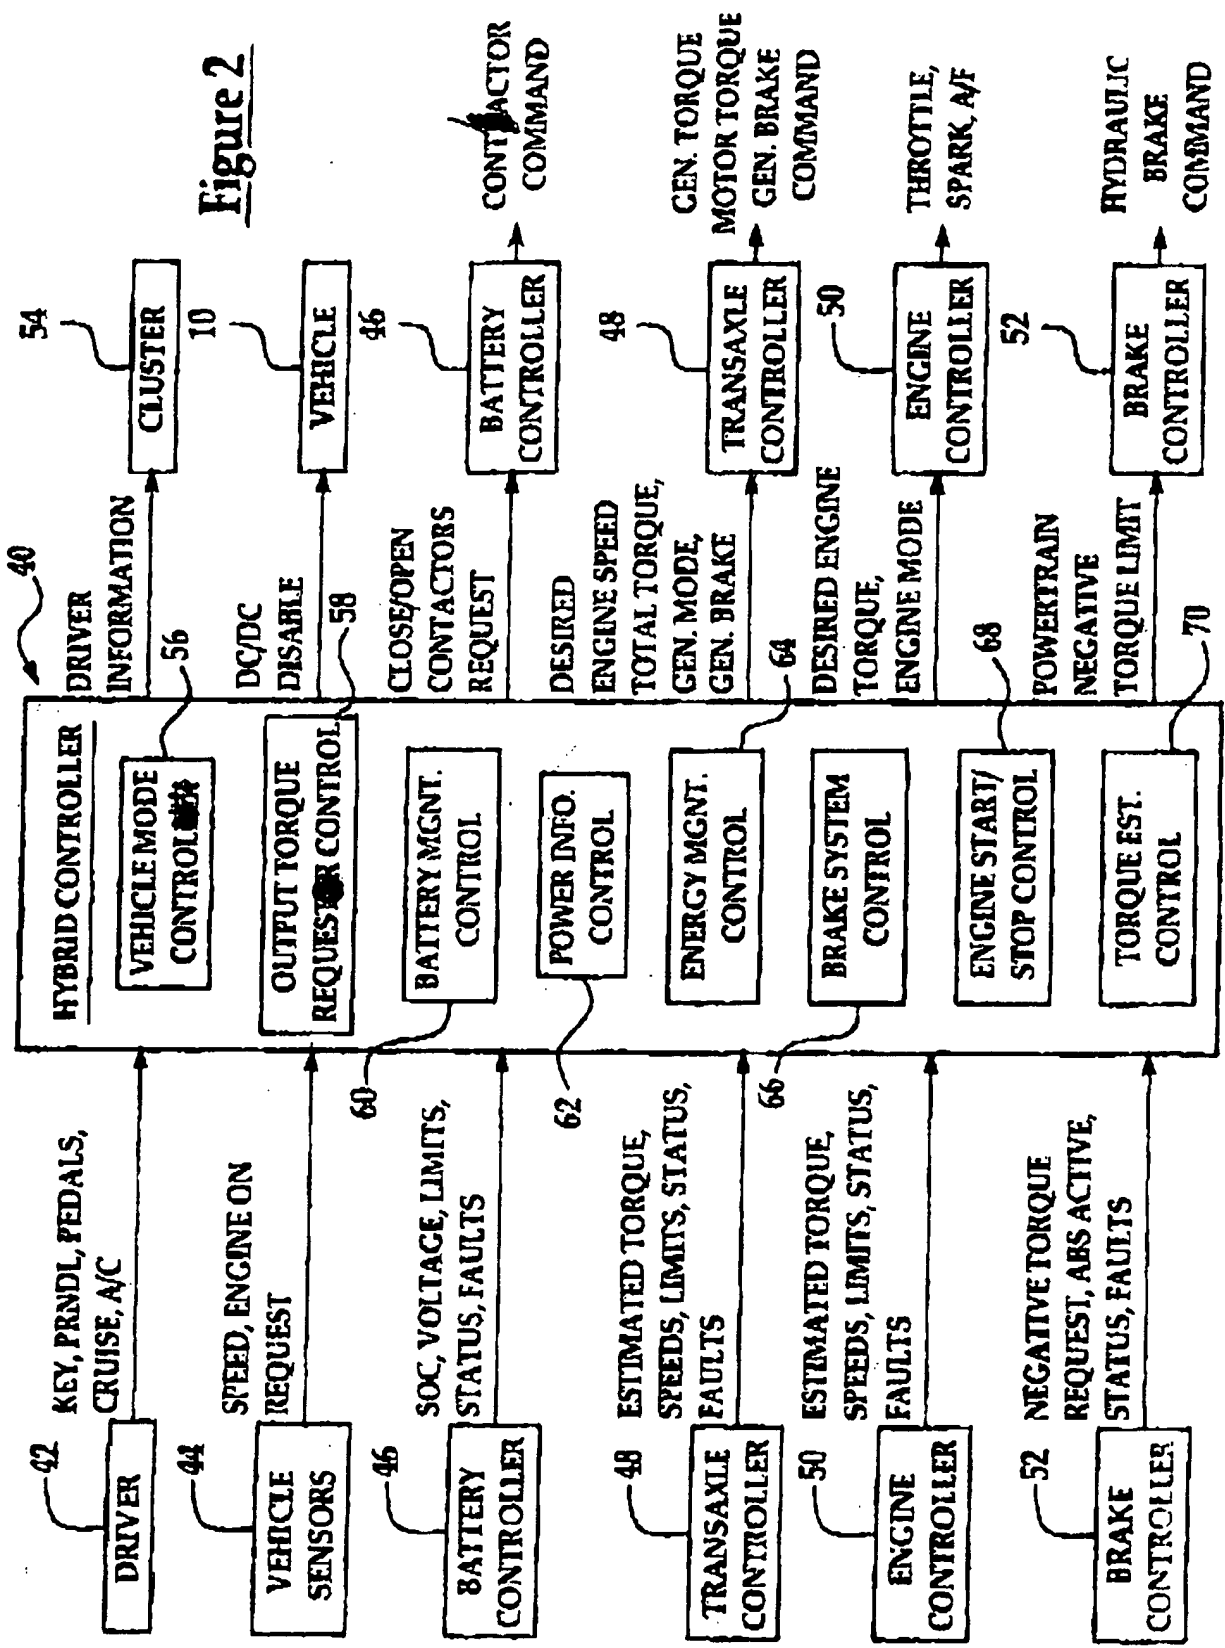 Figure 2
40
42
DRIVER
KEY, PRNDL, PEDALS,
CRUISE, A/C
44
VEHICLE
SENSORS
SPEED, ENGINE ON
REQUEST
46
BATTERY
CONTROLLER
SOC, VOLTAGE, LIMITS,
STATUS, FAULTS
48
TRANSAXLE
CONTROLLER
ESTIMATED TORQUE,
SPEEDS, LIMITS, STATUS,
FAULTS
50
ENGINE
CONTROLLER
ESTIMATED TORQUE,
SPEEDS, LIMITS, STATUS,
FAULTS
52
BRAKE
CONTROLLER
NEGATIVE TORQUE
REQUEST, ABS ACTIVE,
STATUS, FAULTS
HYBRID CONTROLLER
VEHICLE MODE
CONTROL
56
OUTPUT TORQUE
REQUEST CONTROL
58
BATTERY MGNT.
CONTROL
60
POWER INFO.
CONTROL
62
ENERGY MGNT.
CONTROL
64
BRAKE SYSTEM
CONTROL
66
ENGINE START/
STOP CONTROL
68
TORQUE EST.
CONTROL
70
DRIVER
INFORMATION
54
CLUSTER
DC/DC
DISABLE
10
VEHICLE
CLOSE/OPEN
CONTACTORS
REQUEST
46
BATTERY
CONTROLLER
CONTACTOR
COMMAND
DESIRED
ENGINE SPEED
TOTAL TORQUE,
GEN. MODE,
GEN. BRAKE
48
TRANSAXLE
CONTROLLER
GEN. TORQUE
MOTOR TORQUE
GEN. BRAKE
COMMAND
DESIRED ENGINE
TORQUE,
ENGINE MODE
50
ENGINE
CONTROLLER
THROTTLE,
SPARK, A/F
POWERTRAIN
NEGATIVE
TORQUE LIMIT
52
BRAKE
CONTROLLER
HYDRAULIC
BRAKE
COMMAND